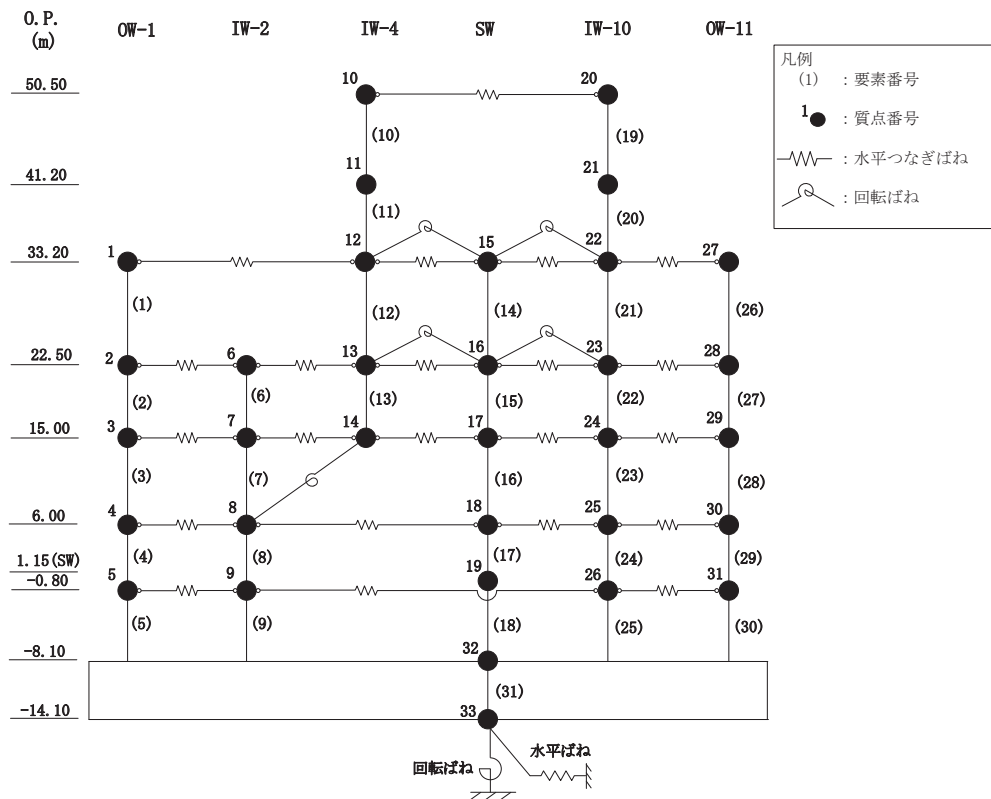 O.P.
(m)
OW-1 IW-2 IW-4 SW IW-10 OW-11
凡例
(1) : 要素番号
1 : 質点番号
: 水平つなぎばね
: 回転ばね
50.50 10 20
(10) (19)
41.20 11 21
(11) (20)
33.20 1 12 15 22 27
(1) (12) (14) (21) (26)
22.50 2 6 13 16 23 28
(2) (6) (13) (15) (22) (27)
15.00 3 7 14 17 24 29
(3) (7) (16) (23) (28)
6.00 4 8 18 25 30
(4) (8) (17) (24) (29)
1.15(SW) 19
-0.80 5 9 26 31
(5) (9) (18) (25) (30)
-8.10 32
(31)
-14.10 33
水平ばね
回転ばね